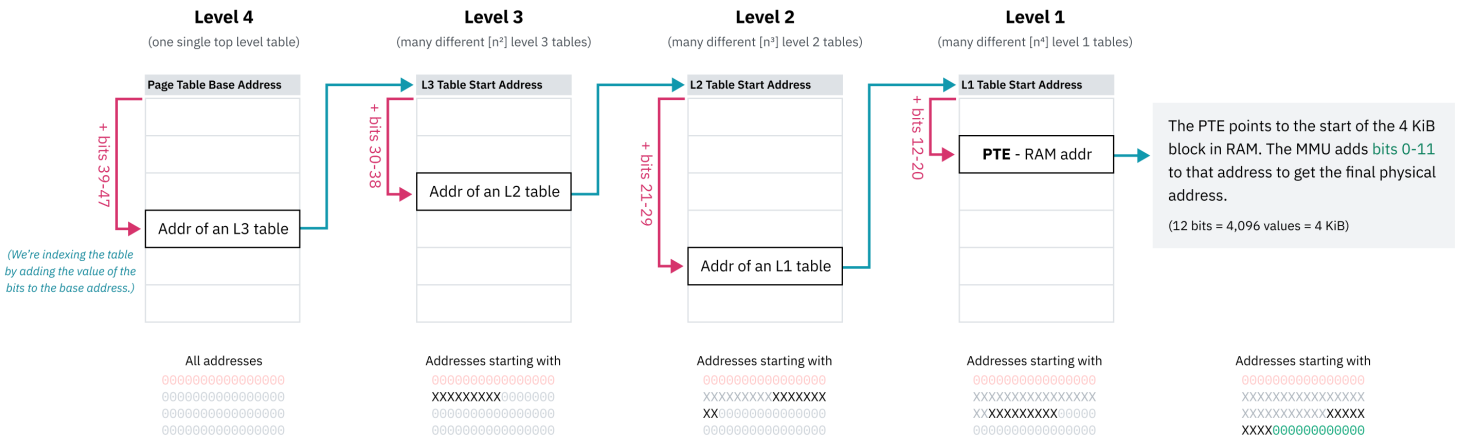 Level 4
(one single top level table)
Page Table Base Address
+ bits 39-47
Addr of an L3 table
(We’re indexing the table
by adding the value of the
bits to the base address.)
All addresses
0000000000000000
0000000000000000
0000000000000000
0000000000000000
Level 3
(many different [n²] level 3 tables)
L3 Table Start Address
+ bits 30-38
Addr of an L2 table
Addresses starting with
0000000000000000
XXXXXXXXX0000000
0000000000000000
0000000000000000
Level 2
(many different [n³] level 2 tables)
L2 Table Start Address
+ bits 21-29
Addr of an L1 table
Addresses starting with
0000000000000000
XXXXXXXXXXXXXXXX
XX00000000000000
0000000000000000
Level 1
(many different [n⁴] level 1 tables)
L1 Table Start Address
+ bits 12-20
PTE - RAM addr
Addresses starting with
0000000000000000
XXXXXXXXXXXXXXXX
XXXXXXXXXXX00000
0000000000000000
The PTE points to the start of the 4 KiB
block in RAM. The MMU adds bits 0-11
to that address to get the final physical
address.
(12 bits = 4,096 values = 4 KiB)
Addresses starting with
0000000000000000
XXXXXXXXXXXXXXXX
XXXXXXXXXXXXXXXX
XXXX000000000000